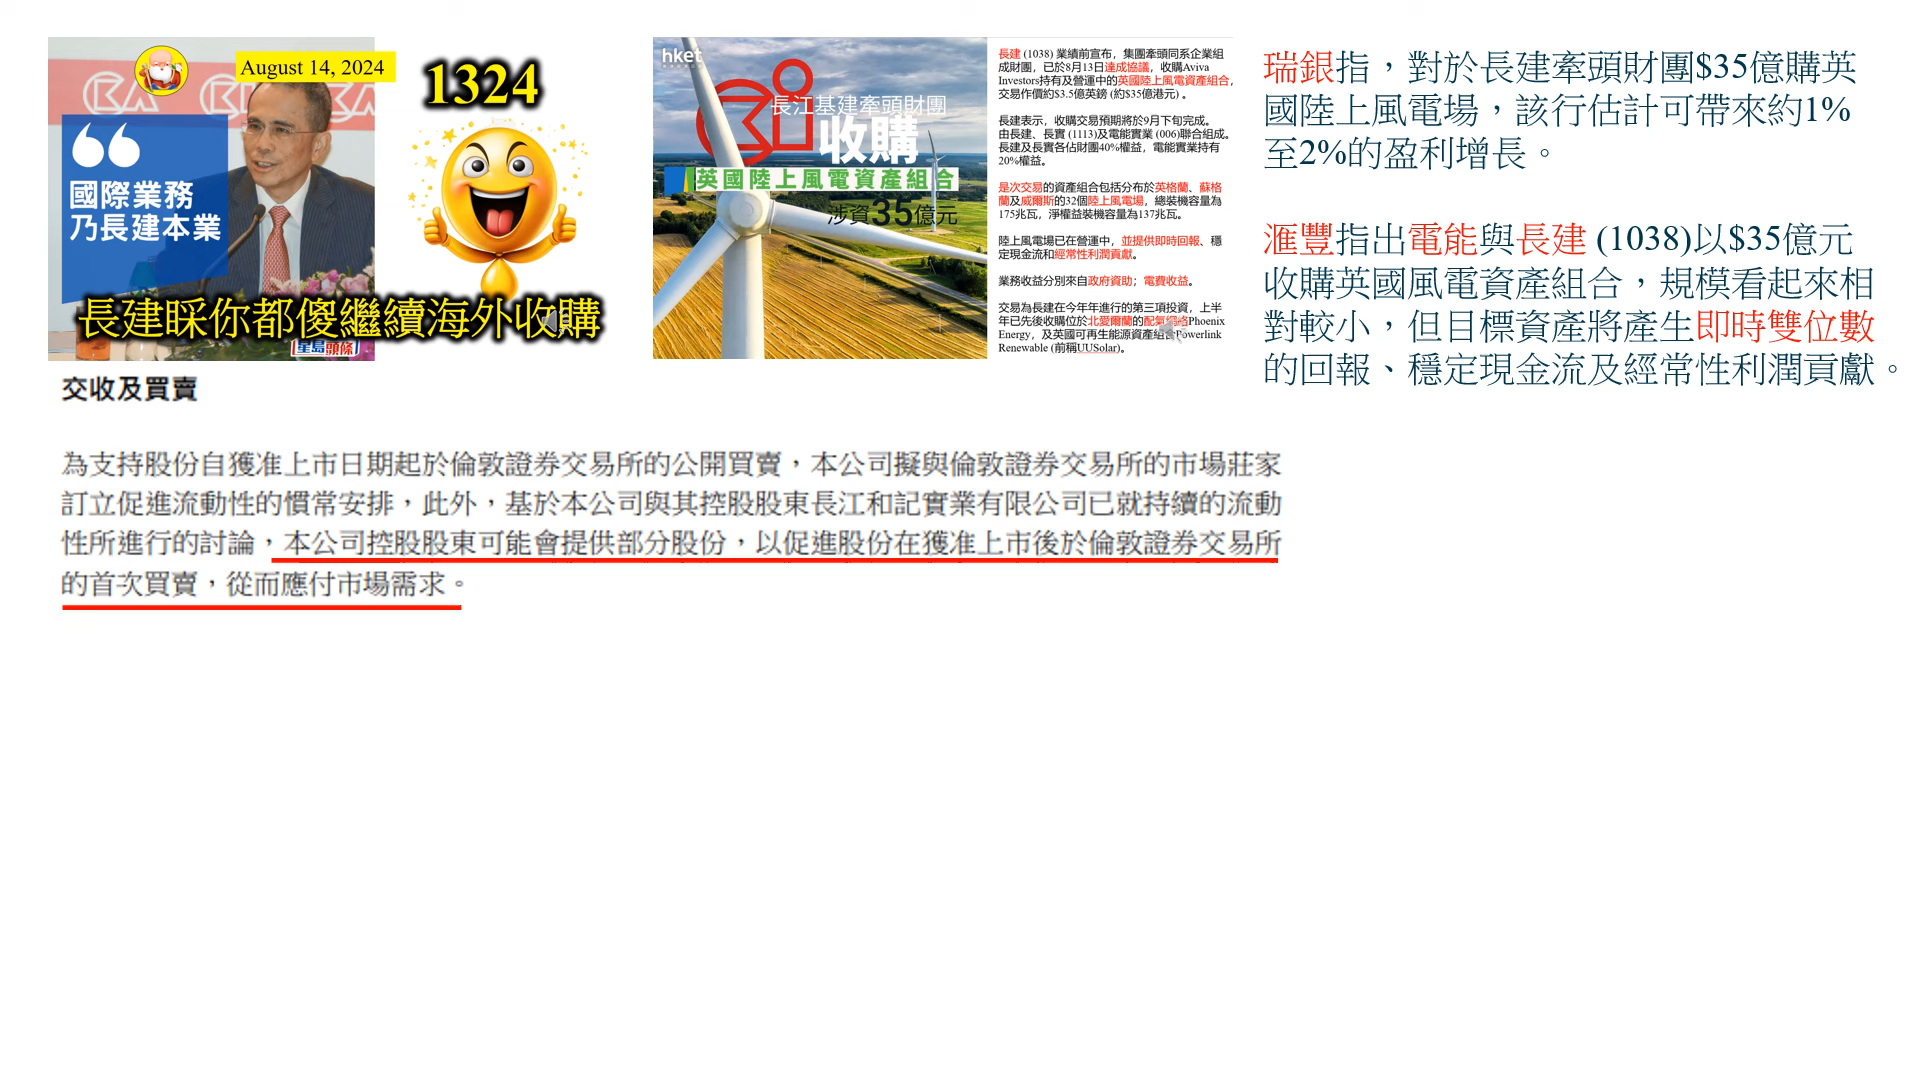 August 14, 2024
1324
國際業務
乃長建本業
長建睬你都傻繼續海外收購
星島頭條
hket
長江基建牽頭財團
收購
英國陸上風電資產組合
涉資35億元
長建 (1038) 業績前宣布，集團牽頭同系企業組
成財團，已於8月13日達成協議，收購Aviva
Investors持有及營運中的英國陸上風電資產組合，
交易作價約$3.5億英鎊 (約$35億港元) 。
長建表示，收購交易預期將於9月下旬完成。
由長建、長實 (1113)及電能實業 (006)聯合組成。
長建及長實各佔財團40%權益，電能實業持有
20%權益。
是次交易的資產組合包括分布於英格蘭、蘇格
蘭及威爾斯的32個陸上風電場，總裝機容量為
175兆瓦，淨權益裝機容量為137兆瓦。
陸上風電場已在營運中，並提供即時回報、穩
定現金流和經常性利潤貢獻。
業務收益分別來自政府資助；電費收益。
交易為長建在今年年進行的第三項投資，上半
年已先後收購位於北愛爾蘭的配氣網絡Phoenix
Energy，及英國可再生能源資產組合Powerlink
Renewable (前稱UUSolar)。
瑞銀指，對於長建牽頭財團$35億購英
國陸上風電場，該行估計可帶來約1%
至2%的盈利增長。
滙豐指出電能與長建 (1038)以$35億元
收購英國風電資產組合，規模看起來相
對較小，但目標資產將產生即時雙位數
的回報、穩定現金流及經常性利潤貢獻。
交收及買賣
為支持股份自獲准上市日期起於倫敦證券交易所的公開買賣，本公司擬與倫敦證券交易所的市場莊家
訂立促進流動性的慣常安排，此外，基於本公司與其控股股東長江和記實業有限公司已就持續的流動
性所進行的討論，本公司控股股東可能會提供部分股份，以促進股份在獲准上市後於倫敦證券交易所
的首次買賣，從而應付市場需求。